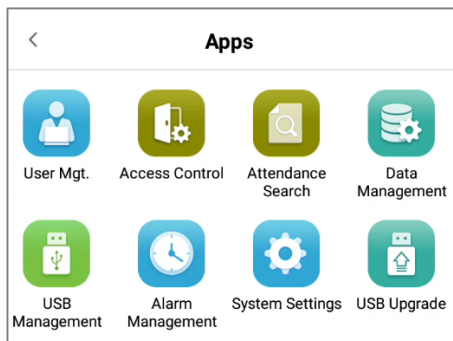 Apps
User Mgt.
Access Control
Attendance
Search
Data
Management
USB
Management
Alarm
Management
System Settings
USB Upgrade